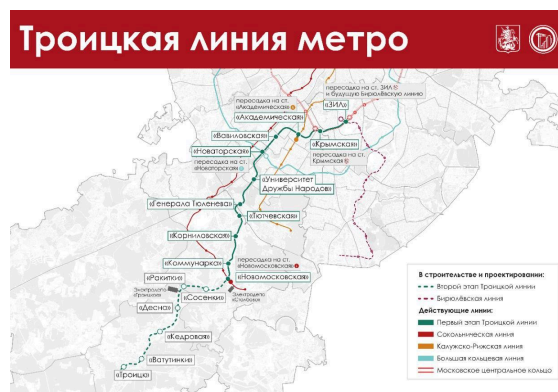 Троицкая линия метро
пересадка на ст. ЗИЛ
и будущую Бирюлёвскую линию
«ЗИЛ»
пересадка на ст.
«Академическая»
«Академическая»
«Вавиловская»
«Крымская»
пересадка на ст.
Крымская
«Новаторская»
пересадка на ст.
«Новаторская»
«Университет
Дружбы Народов»
«Генерала Тюленева»
«Тютчевская»
«Корниловская»
пересадка на ст.
«Новомосковская»
«Коммунарка»
«Новомосковская»
«Ракитки»
Электродепо
«Сосенки»
Электродепо
«Десна»
«Кедровая»
«Ватутинки»
«Троицк»
В строительстве и проектировании:
Второй этап Троицкой линии
Бирюлёвская линия
Действующие линии:
Первый этап Троицкой линии
Сокольническая линия
Калужско-Рижская линия
Большая кольцевая линия
Московское центральное кольцо